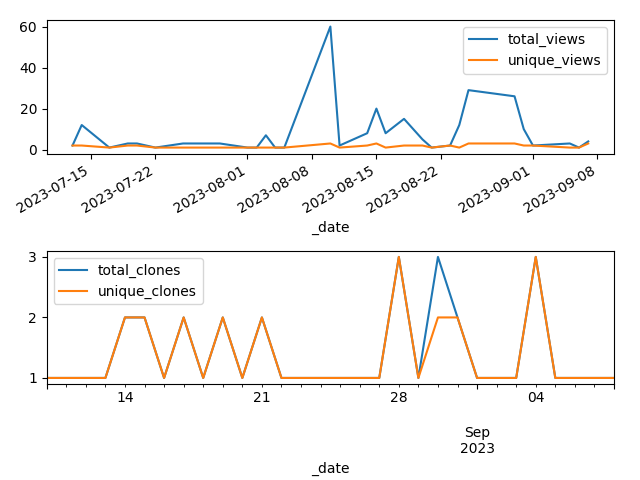 60
40
20
0
total_views
unique_views
2023-07-15
2023-07-22
2023-08-01
2023-08-08
2023-08-15
2023-08-22
2023-09-01
2023-09-08
_date
3
2
1
total_clones
unique_clones
14
21
28
04
Sep
2023
_date